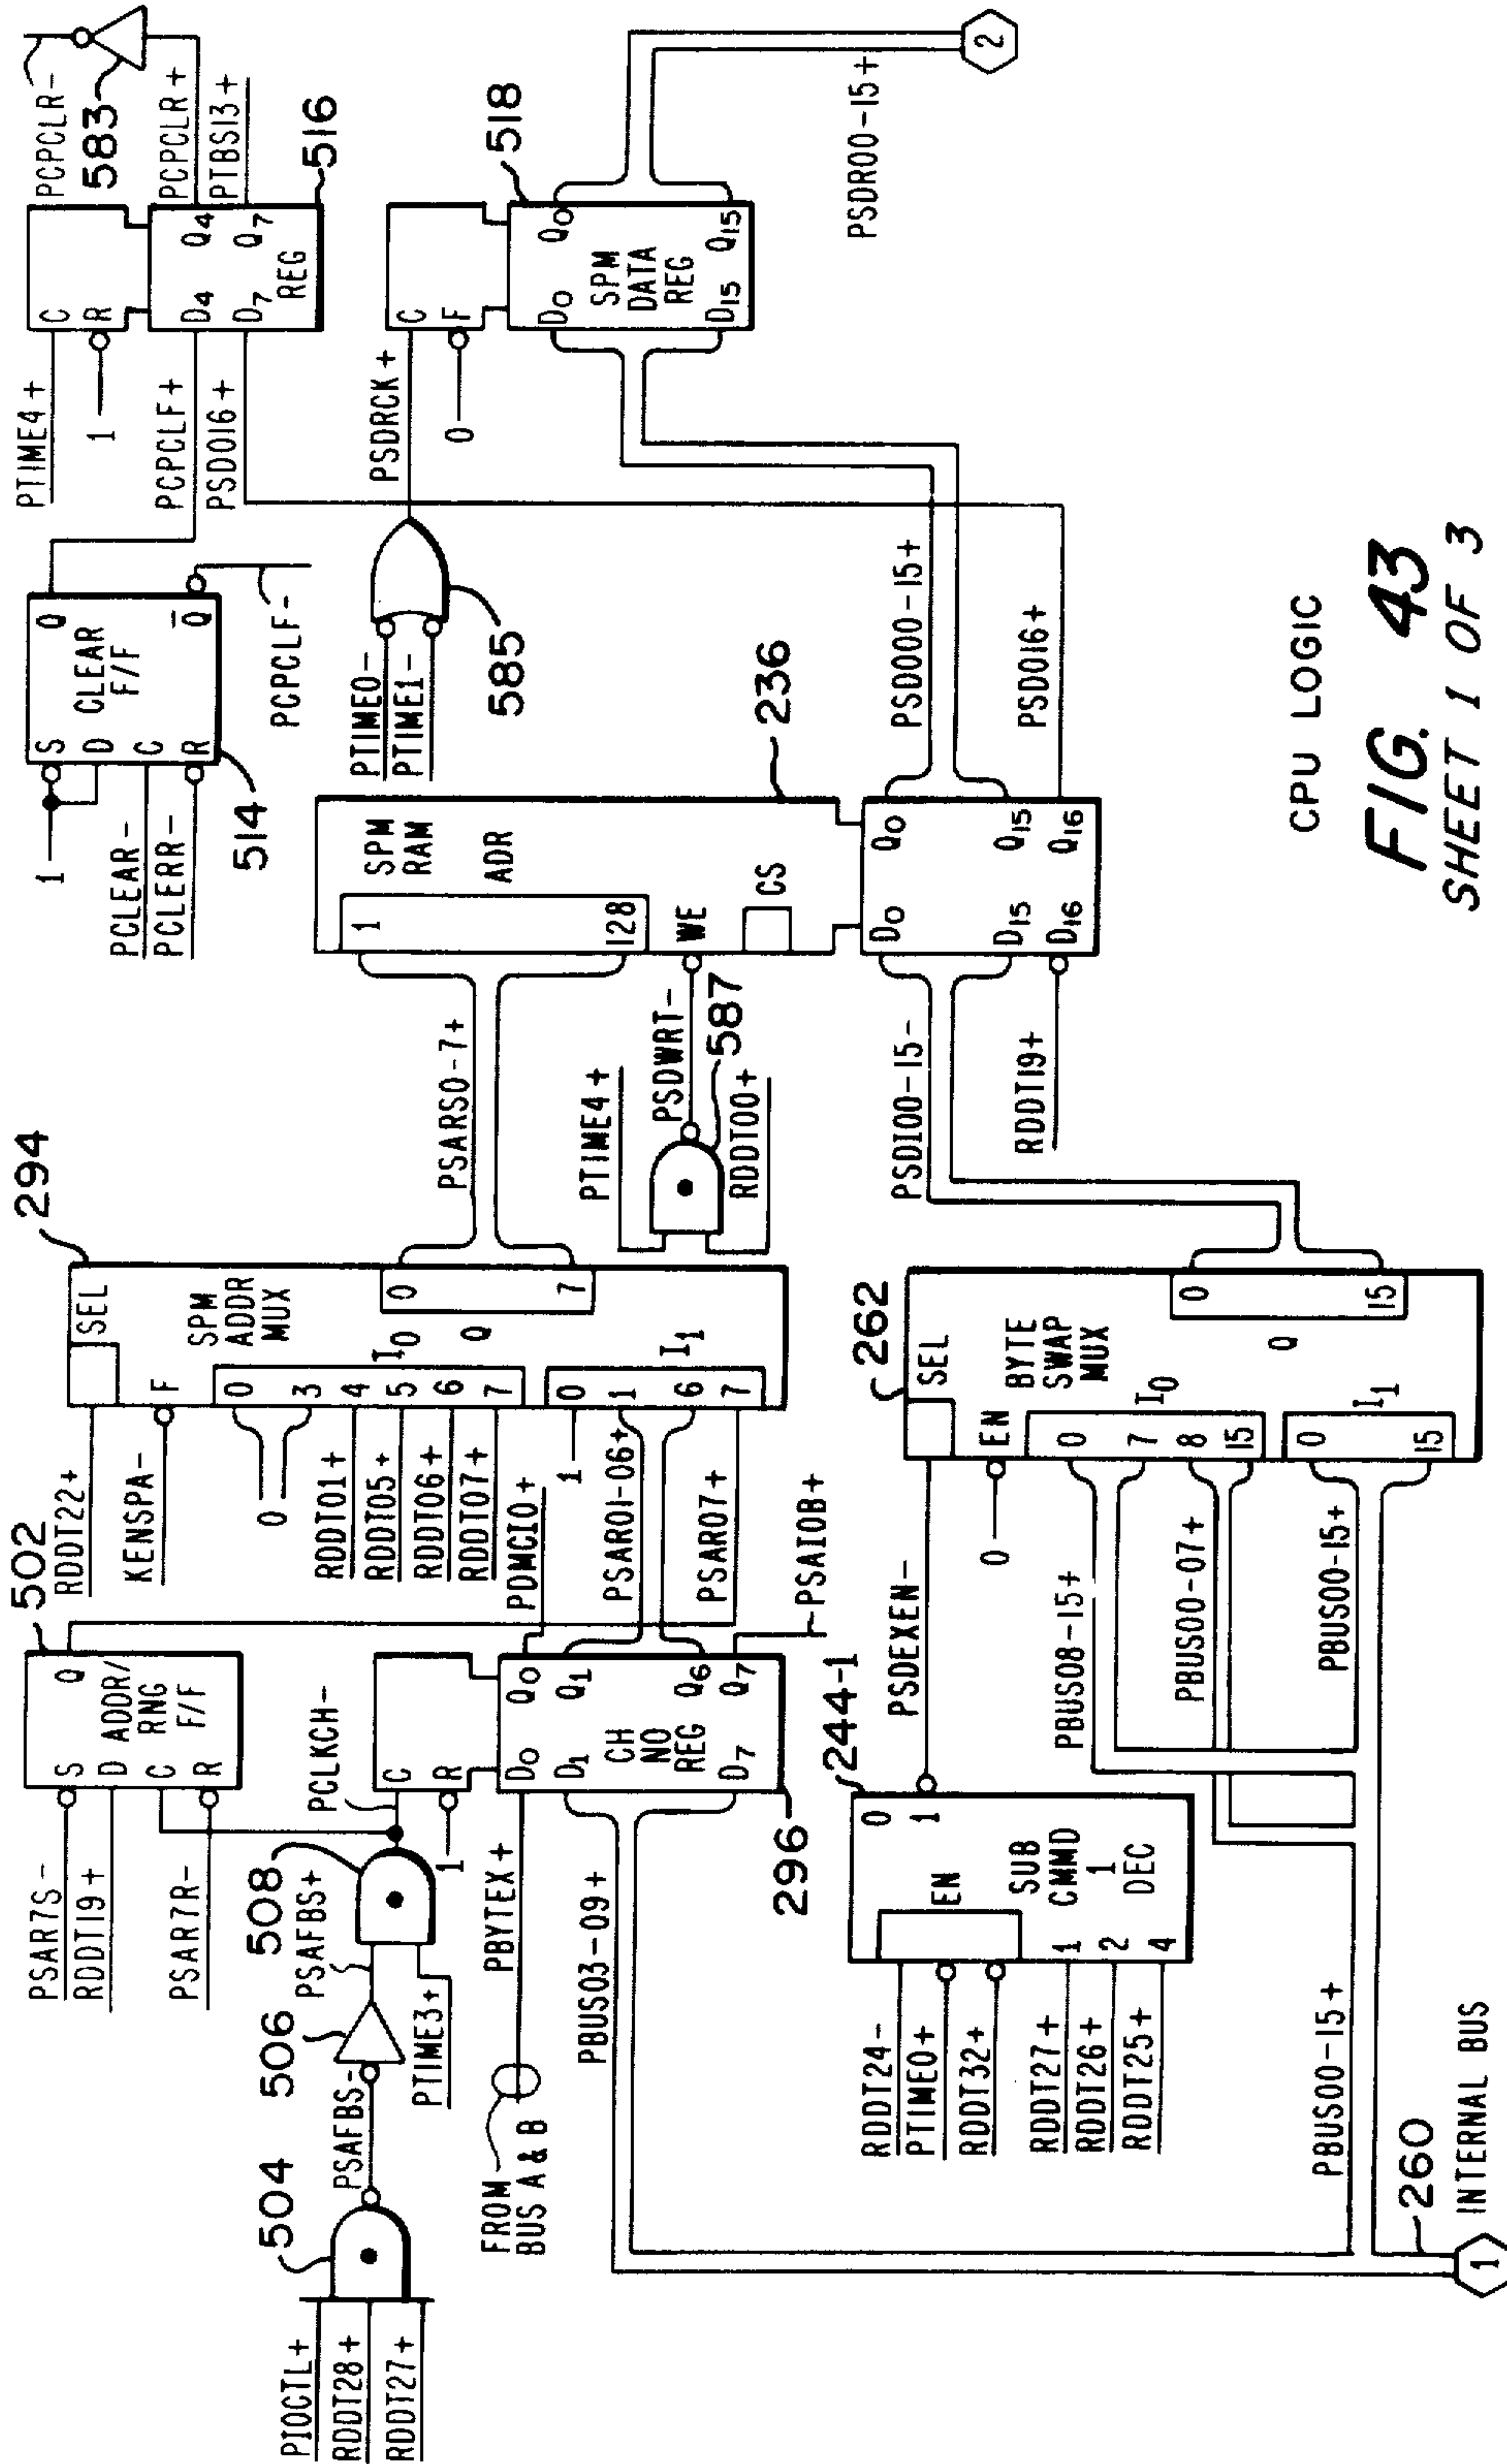 PIOCTL+
RDDT28+
RDDT27+
504
PSAFBS-
506
PSAFBS+
508
PTIME3+
PCLKCH-
PSAR7S-
RDDT19+
PSAR7R-
S
D
C
R
Q
ADDR/
RNG
F/F
502
FROM
BUS A & B
PBYTEX+
PBUS03-09+
1
C
R
D0
D1
D7
CH
NO
REG
Q0
Q1
Q6
Q7
296
PDMCIO+
PSAR01-06+
PSAR07+
PSAIOB+
RDDT22+
KENSPA-
0
RDDT01+
RDDT05+
RDDT06+
RDDT07+
1
SEL
F
SPM
ADDR
MUX
I0
0
3
4
5
6
7
I1
0
1
6
7
Q
0
7
294
PSARS0-7+
PTIME4+
RDDT00+
PSDWRT-
587
SPM
RAM
ADR
1
128
WE
CS
D0
D15
D16
Q0
Q15
Q16
236
RDDT19+
PSDI00-15-
PSDO00-15+
PSDO16+
RDDT24-
PTIME0+
RDDT32+
RDDT27+
RDDT26+
RDDT25+
EN
1
2
4
SUB
CMMD
1
DEC
0
1
244-1
PSDEXEN-
0
PBUS08-15+
PBUS00-07+
PBUS00-15+
SEL
EN
BYTE
SWAP
MUX
I0
0
7
8
15
I1
0
15
Q
0
15
262
PBUS00-15+
260
1
INTERNAL BUS
1
PCLEAR-
PCLERR-
S
D
C
R
CLEAR
F/F
Q
Q̅
514
PCPCLF-
PTIME0-
PTIME1-
585
PSDRCK+
PTIME4+
1
PCPCLF+
PSDO16+
C
R
D4
D7
Q4
Q7
REG
516
PCPCLR+
PTBS13+
583
PCPCLR-
0
C
F
D0
D15
SPM
DATA
REG
Q0
Q15
518
PSDR00-15+
2
CPU LOGIC
FIG. 43
SHEET 1 OF 3